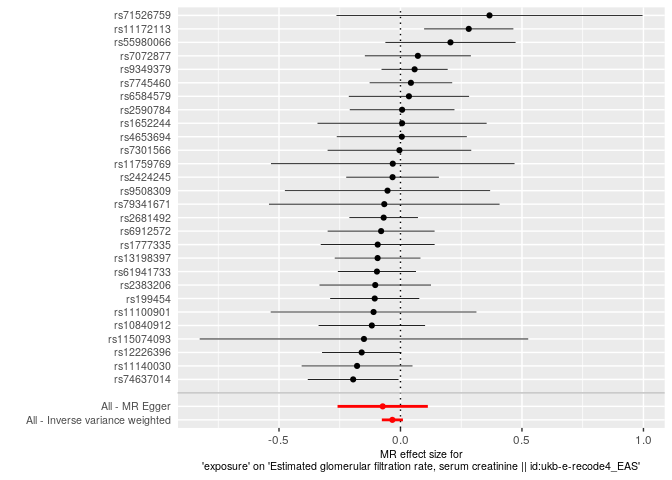 rs71526759
rs11172113
rs55980066
rs7072877
rs9349379
rs7745460
rs6584579
rs2590784
rs1652244
rs4653694
rs7301566
rs11759769
rs2424245
rs9508309
rs79341671
rs2681492
rs6912572
rs1777335
rs13198397
rs61941733
rs2383206
rs199454
rs11100901
rs10840912
rs115074093
rs12226396
rs11140030
rs74637014
All - MR Egger
All - Inverse variance weighted
-0.5 0.0 0.5 1.0
MR effect size for
'exposure' on 'Estimated glomerular filtration rate, serum creatinine || id:ukb-e-recode4_EAS'